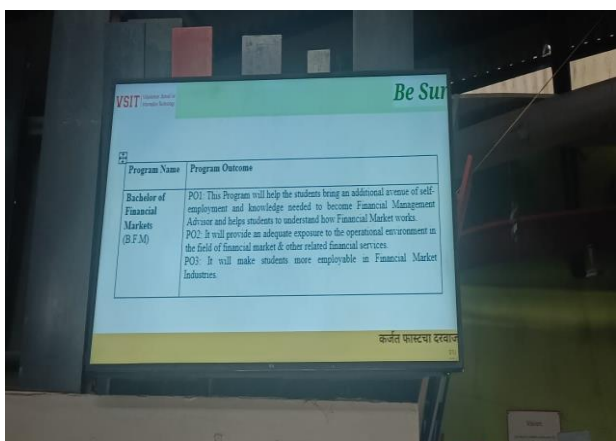 VSIT
Be Sur
Program Name
Program Outcome
Bachelor of
Financial
Markets
(B.F.M)
PO1: This Program will help the students bring an additional avenue of self-
employment and knowledge needed to become Financial Management
Advisor and helps students to understand how Financial Market works.
PO2: It will provide an adequate exposure to the operational environment in
the field of financial market & other related financial services.
PO3: It will make students more employable in Financial Market
Industries.
कर्जत फास्टचा दरवाज